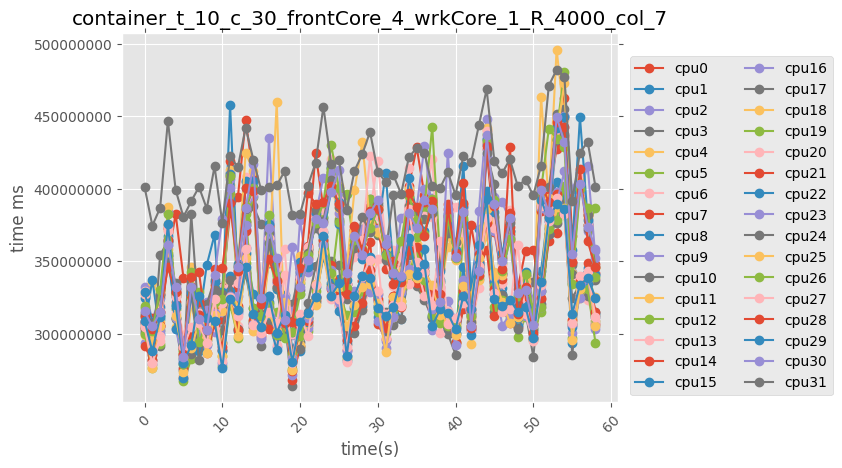 container_t_10_c_30_frontCore_4_wrkCore_1_R_4000_col_7
500000000
450000000
400000000
350000000
300000000
time ms
0
10
20
30
40
50
60
time(s)
cpu0
cpu1
cpu2
cpu3
cpu4
cpu5
cpu6
cpu7
cpu8
cpu9
cpu10
cpu11
cpu12
cpu13
cpu14
cpu15
cpu16
cpu17
cpu18
cpu19
cpu20
cpu21
cpu22
cpu23
cpu24
cpu25
cpu26
cpu27
cpu28
cpu29
cpu30
cpu31